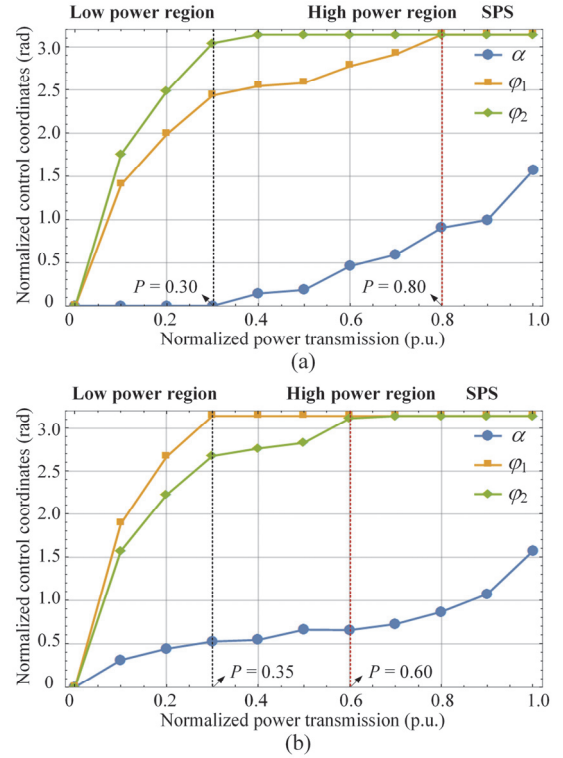 Low power region High power region SPS
Normalized control coordinates (rad)
3.0
2.5
2.0
1.5
1.0
0.5
0
α
φ1
φ2
P = 0.30
P = 0.80
0 0.2 0.4 0.6 0.8 1.0
Normalized power transmission (p.u.)
(a)
Low power region High power region SPS
Normalized control coordinates (rad)
3.0
2.5
2.0
1.5
1.0
0.5
0
α
φ1
φ2
P = 0.35
P = 0.60
0 0.2 0.4 0.6 0.8 1.0
Normalized power transmission (p.u.)
(b)